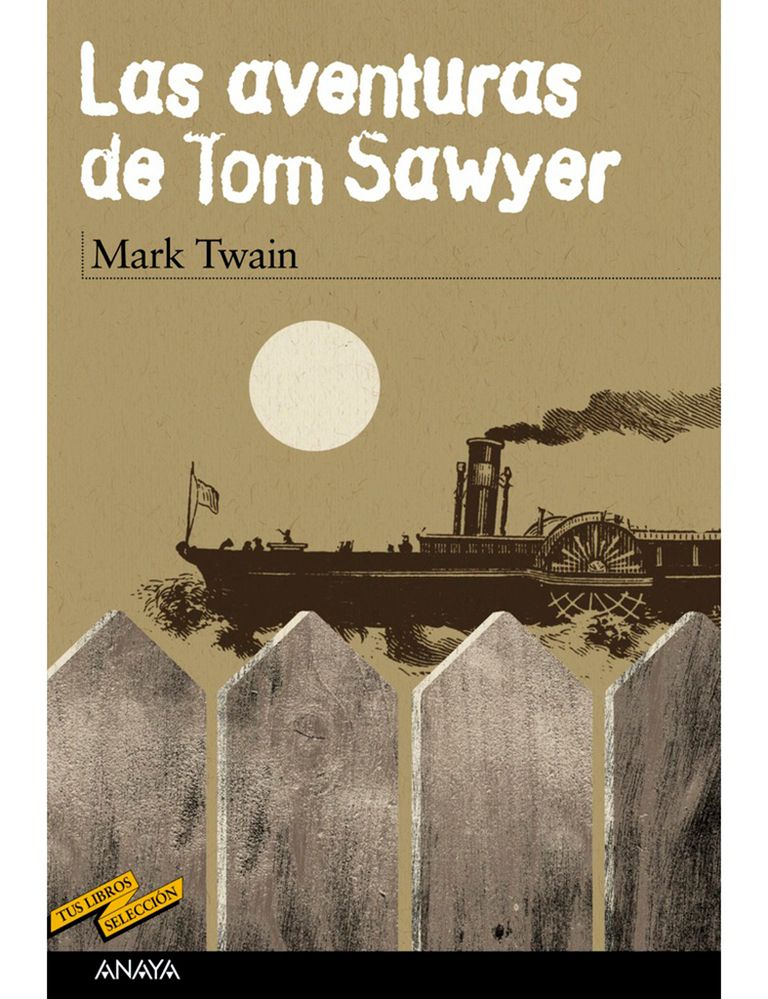 Las aventuras
de Tom Sawyer
Mark Twain
TUS LIBROS
SELECCIÓN
ANAYA